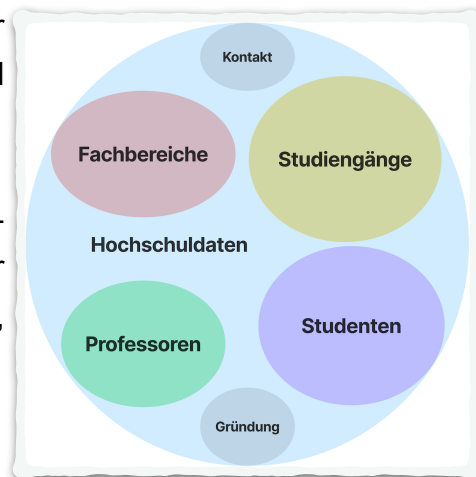 Kontakt
Fachbereiche
Studiengänge
Hochschuldaten
Studenten
Professoren
Gründung